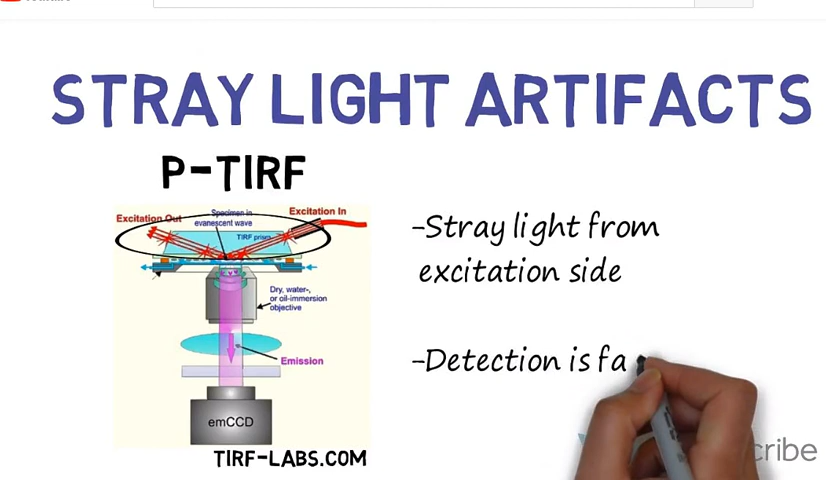 STRAY LIGHT ARTIFACTS
P-TIRF
Excitation Out
Specimen in
evanescent wave
Excitation In
TIRF prism
-Stray light from
excitation side
Dry, water-,
or oil-immersion
objective
Emission
-Detection is fa
emCCD
TIRF-LABS.COM
cribe